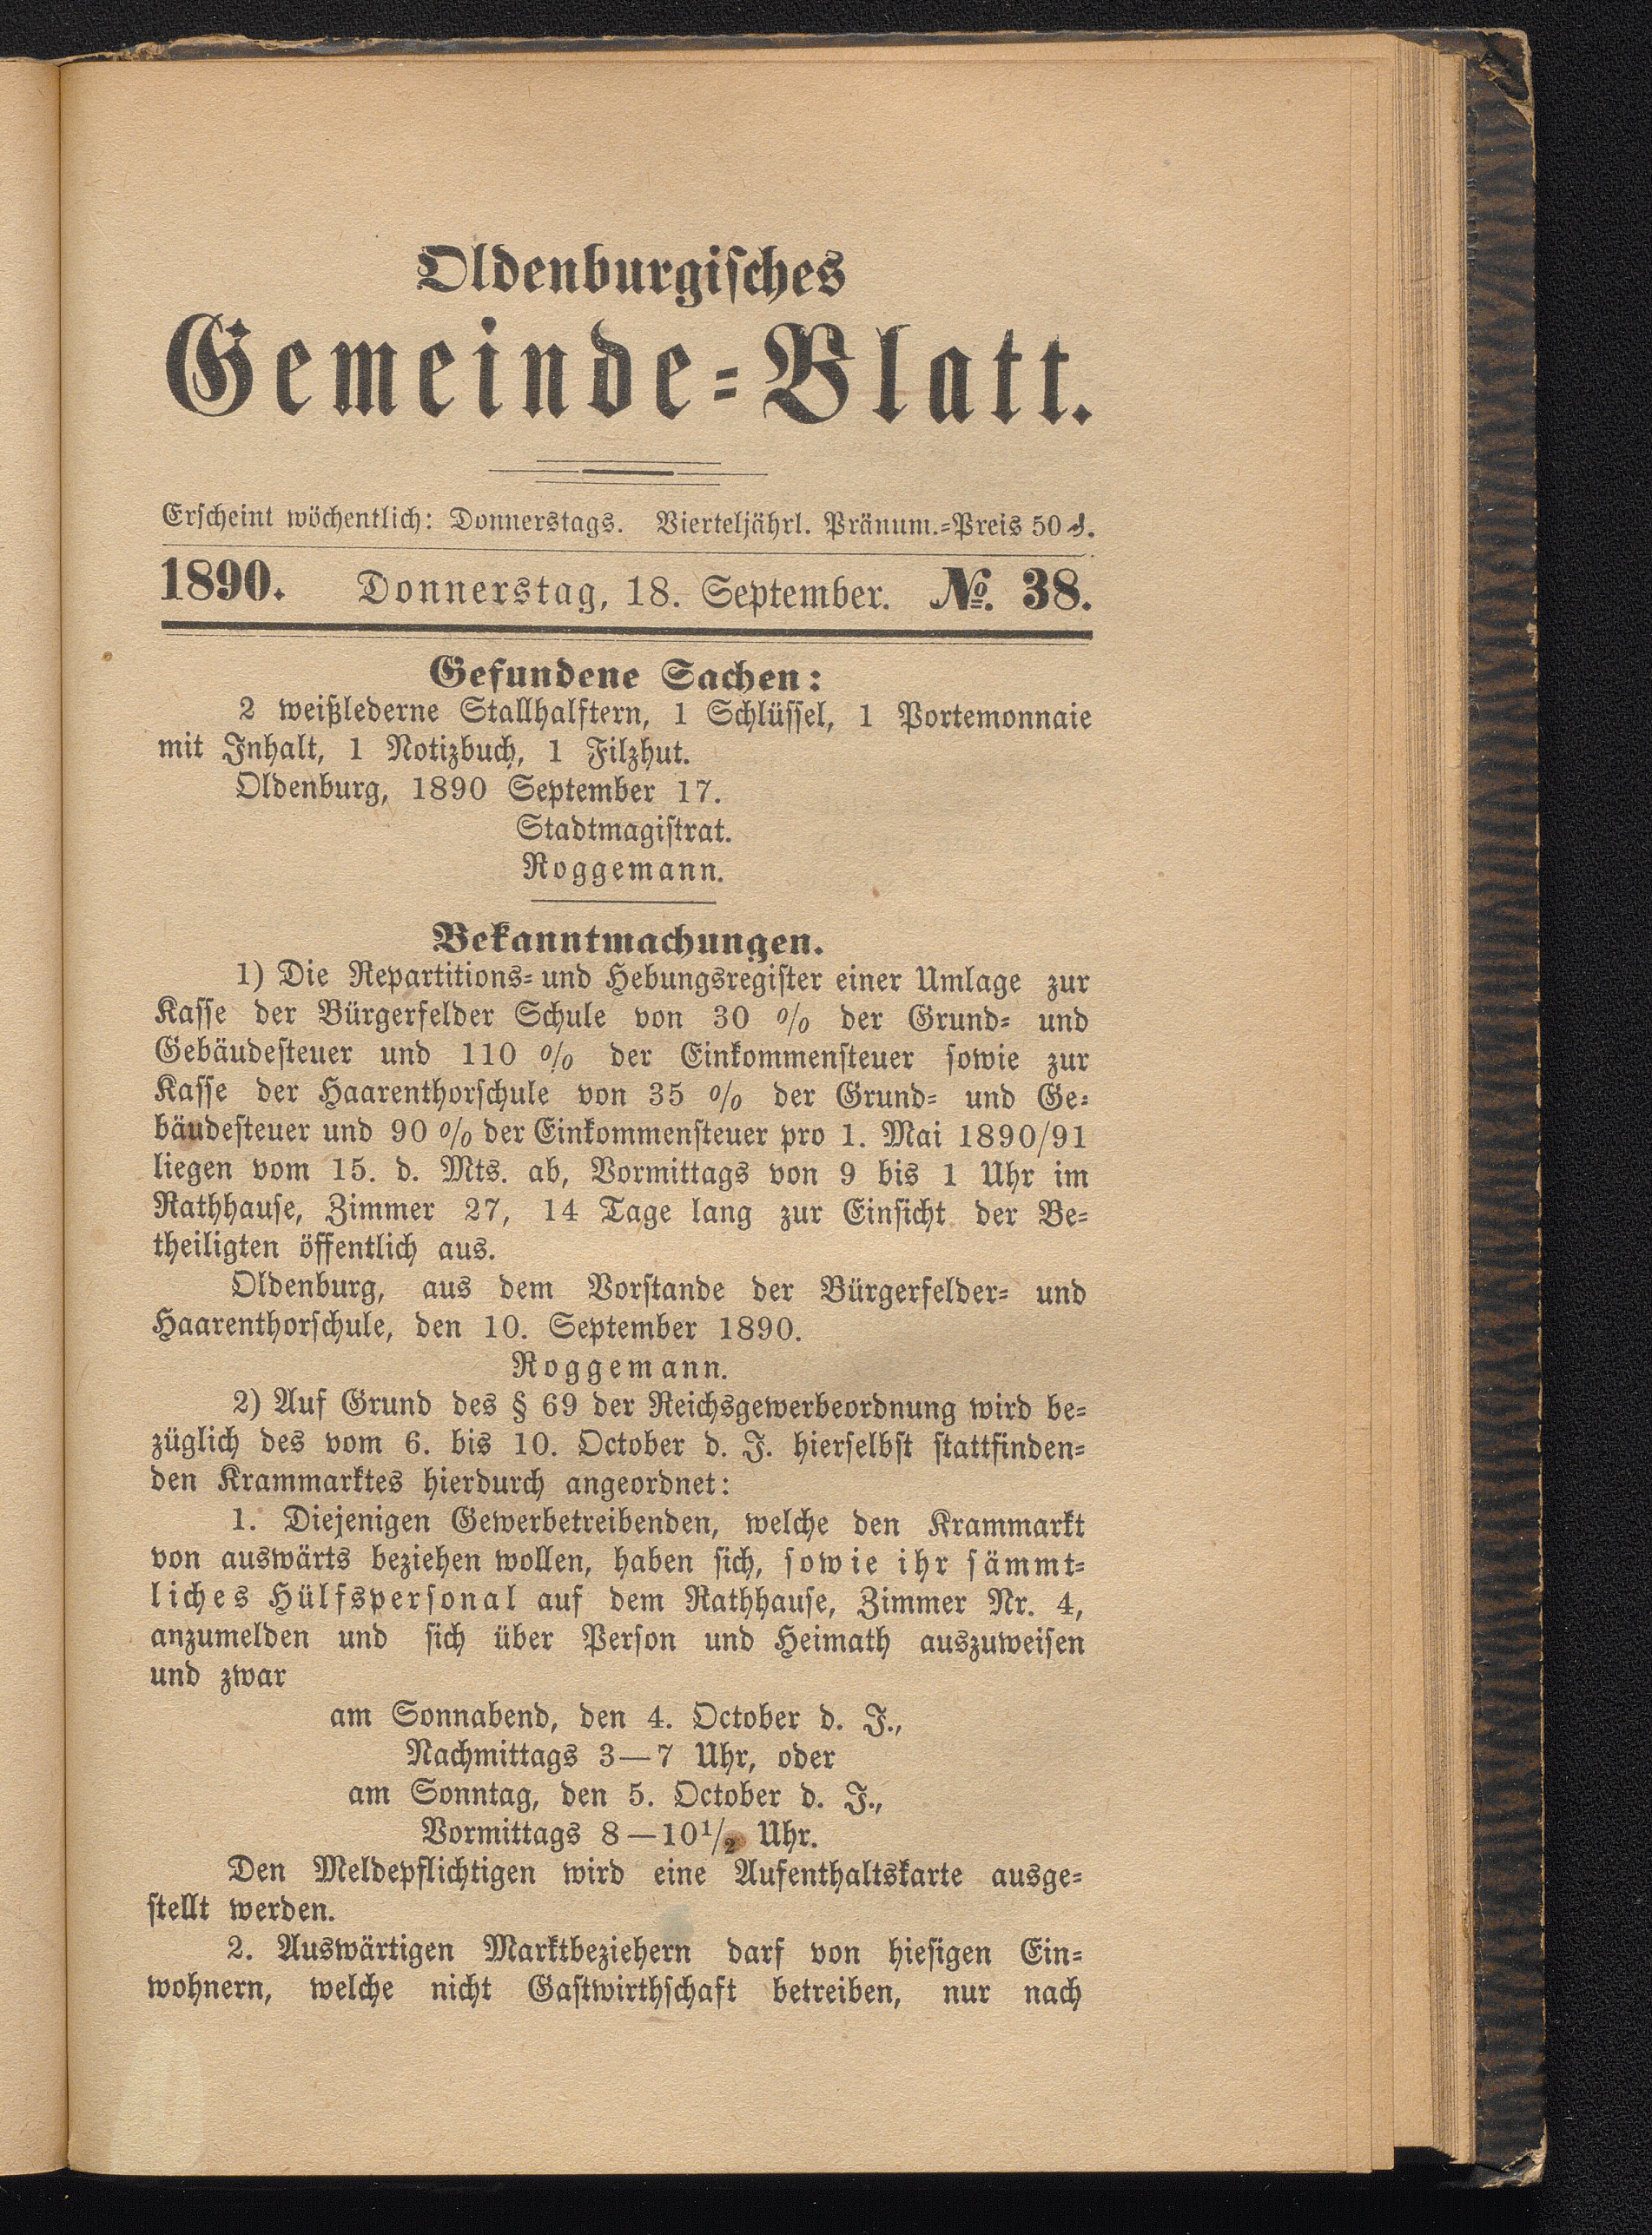 Oldenburgisches
Gemeinde-Blatt.
Erscheint wöchentlich: Donnerstags. Vierteljährl. Pränum.-Preis 50 ₰.
1890. Donnerstag, 18. September. №. 38.
Gefundene Sachen:
2 weißlederne Stallhalftern, 1 Schlüssel, 1 Portemonnaie
mit Inhalt, 1 Notizbuch, 1 Filzhut.
Oldenburg, 1890 September 17.
Stadtmagistrat.
Roggemann.
Bekanntmachungen.
1) Die Repartitions- und Hebungsregister einer Umlage zur
Kasse der Bürgerfelder Schule von 30 % der Grund- und
Gebäudesteuer und 110 % der Einkommensteuer sowie zur
Kasse der Haarenthorschule von 35 % der Grund- und Ge-
bäudesteuer und 90 % der Einkommensteuer pro 1. Mai 1890/91
liegen vom 15. d. Mts. ab, Vormittags von 9 bis 1 Uhr im
Rathhause, Zimmer 27, 14 Tage lang zur Einsicht der Be-
theiligten öffentlich aus.
Oldenburg, aus dem Vorstande der Bürgerfelder- und
Haarenthorschule, den 10. September 1890.
Roggemann.
2) Auf Grund des § 69 der Reichsgewerbeordnung wird be-
züglich des vom 6. bis 10. October d. J. hierselbst stattfinden-
den Krammarktes hierdurch angeordnet:
1. Diejenigen Gewerbetreibenden, welche den Krammarkt
von auswärts beziehen wollen, haben sich, sowie ihr sämmt-
liches Hülfspersonal auf dem Rathhause, Zimmer Nr. 4,
anzumelden und sich über Person und Heimath auszuweisen
und zwar
am Sonnabend, den 4. October d. J.,
Nachmittags 3—7 Uhr, oder
am Sonntag, den 5. October d. J.,
Vormittags 8—10½ Uhr.
Den Meldepflichtigen wird eine Aufenthaltskarte ausge-
stellt werden.
2. Auswärtigen Marktbeziehern darf von hiesigen Ein-
wohnern, welche nicht Gastwirthschaft betreiben, nur nach